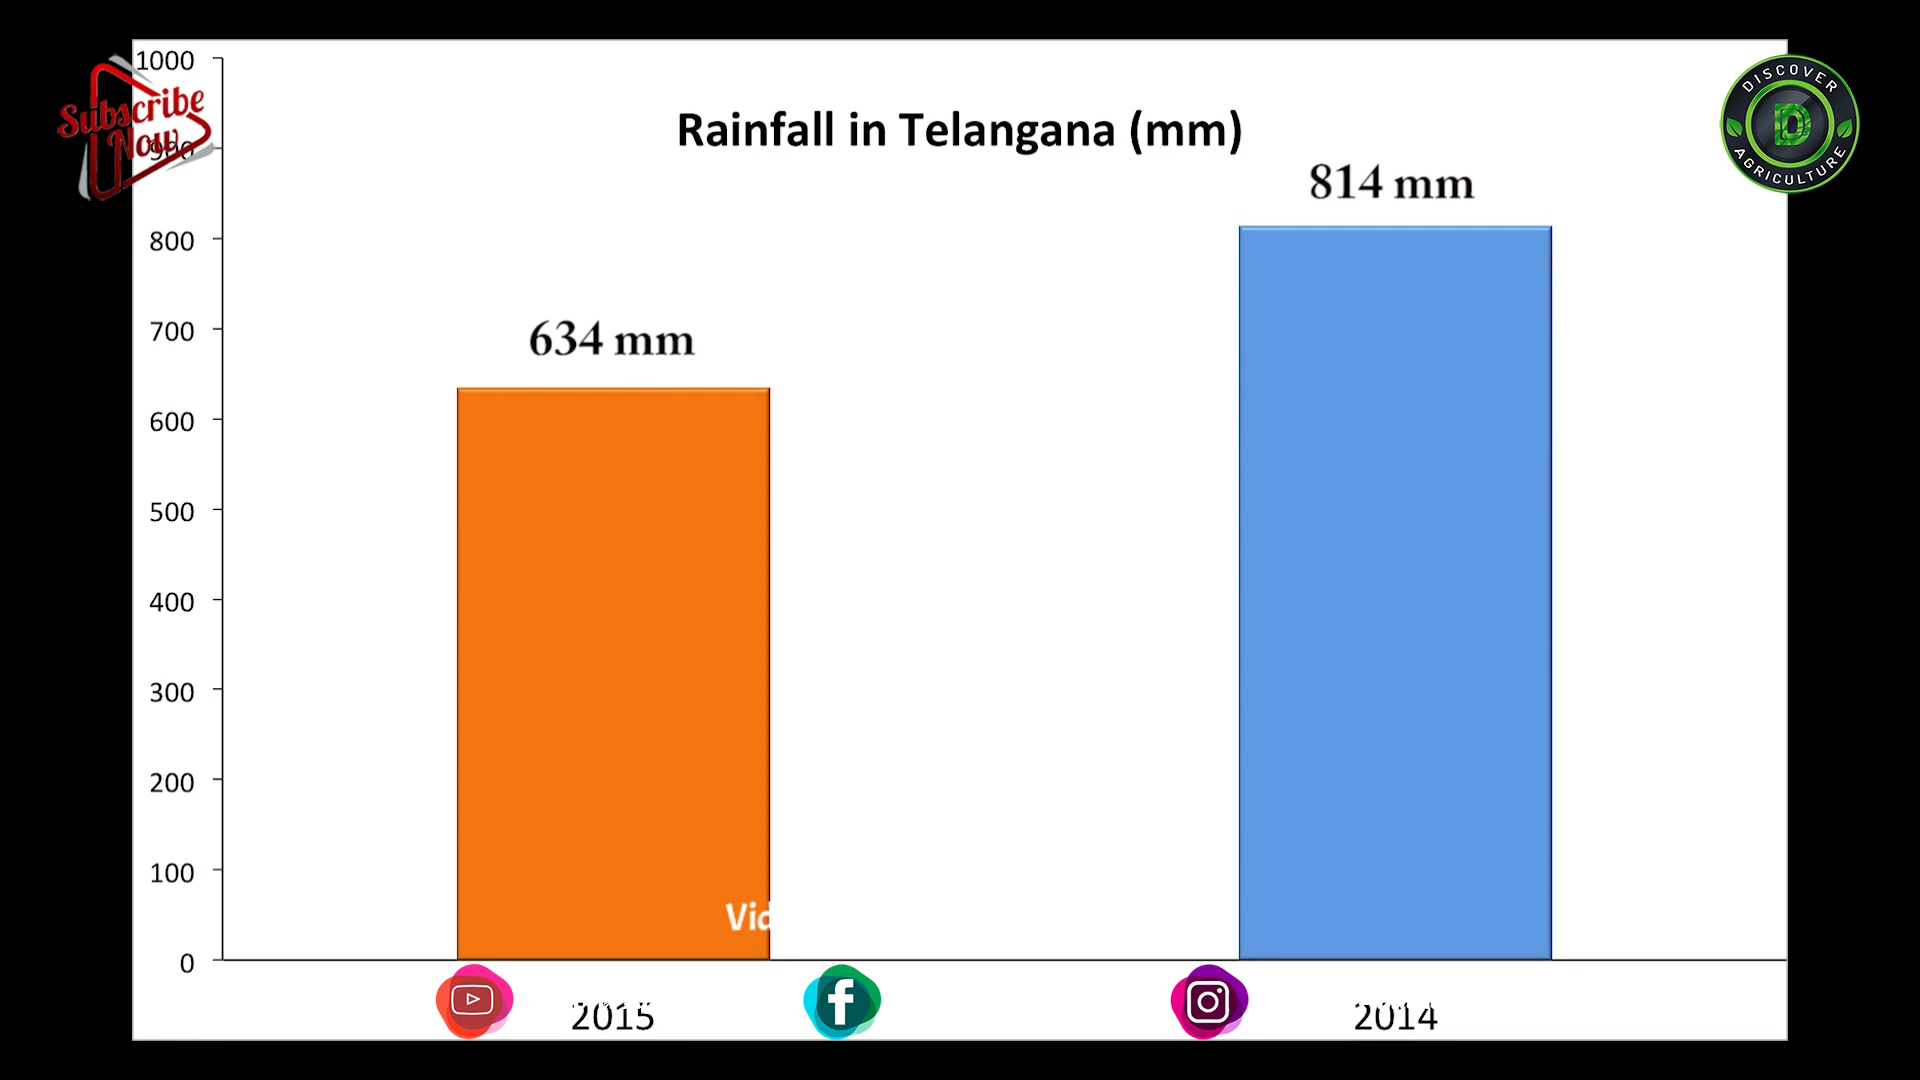 1000
Subscribe
Now
900
Rainfall in Telangana (mm)
DISCOVER
D
AGRICULTURE
814 mm
800
634 mm
700
600
500
400
300
200
100
Vid
0
2015
2014